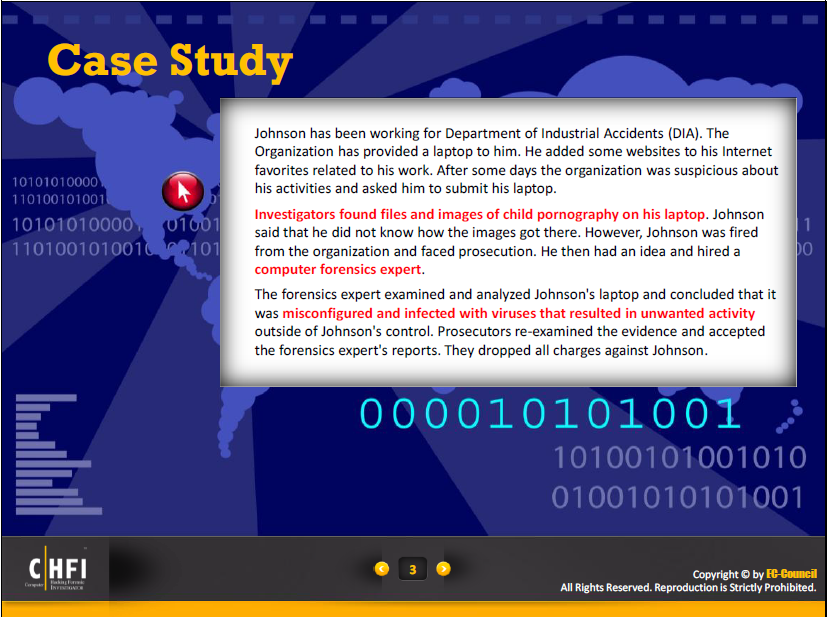 Case Study
Johnson has been working for Department of Industrial Accidents (DIA). The
Organization has provided a laptop to him. He added some websites to his Internet
favorites related to his work. After some days the organization was suspicious about
his activities and asked him to submit his laptop.
Investigators found files and images of child pornography on his laptop. Johnson
said that he did not know how the images got there. However, Johnson was fired
from the organization and faced prosecution. He then had an idea and hired a
computer forensics expert.
The forensics expert examined and analyzed Johnson's laptop and concluded that it
was misconfigured and infected with viruses that resulted in unwanted activity
outside of Johnson's control. Prosecutors re-examined the evidence and accepted
the forensics expert's reports. They dropped all charges against Johnson.
000010101001
10100101001010
01001010101001
CHFI
Computer Hacking Forensic
INVESTIGATOR
3
Copyright © by EC-Council
All Rights Reserved. Reproduction is Strictly Prohibited.